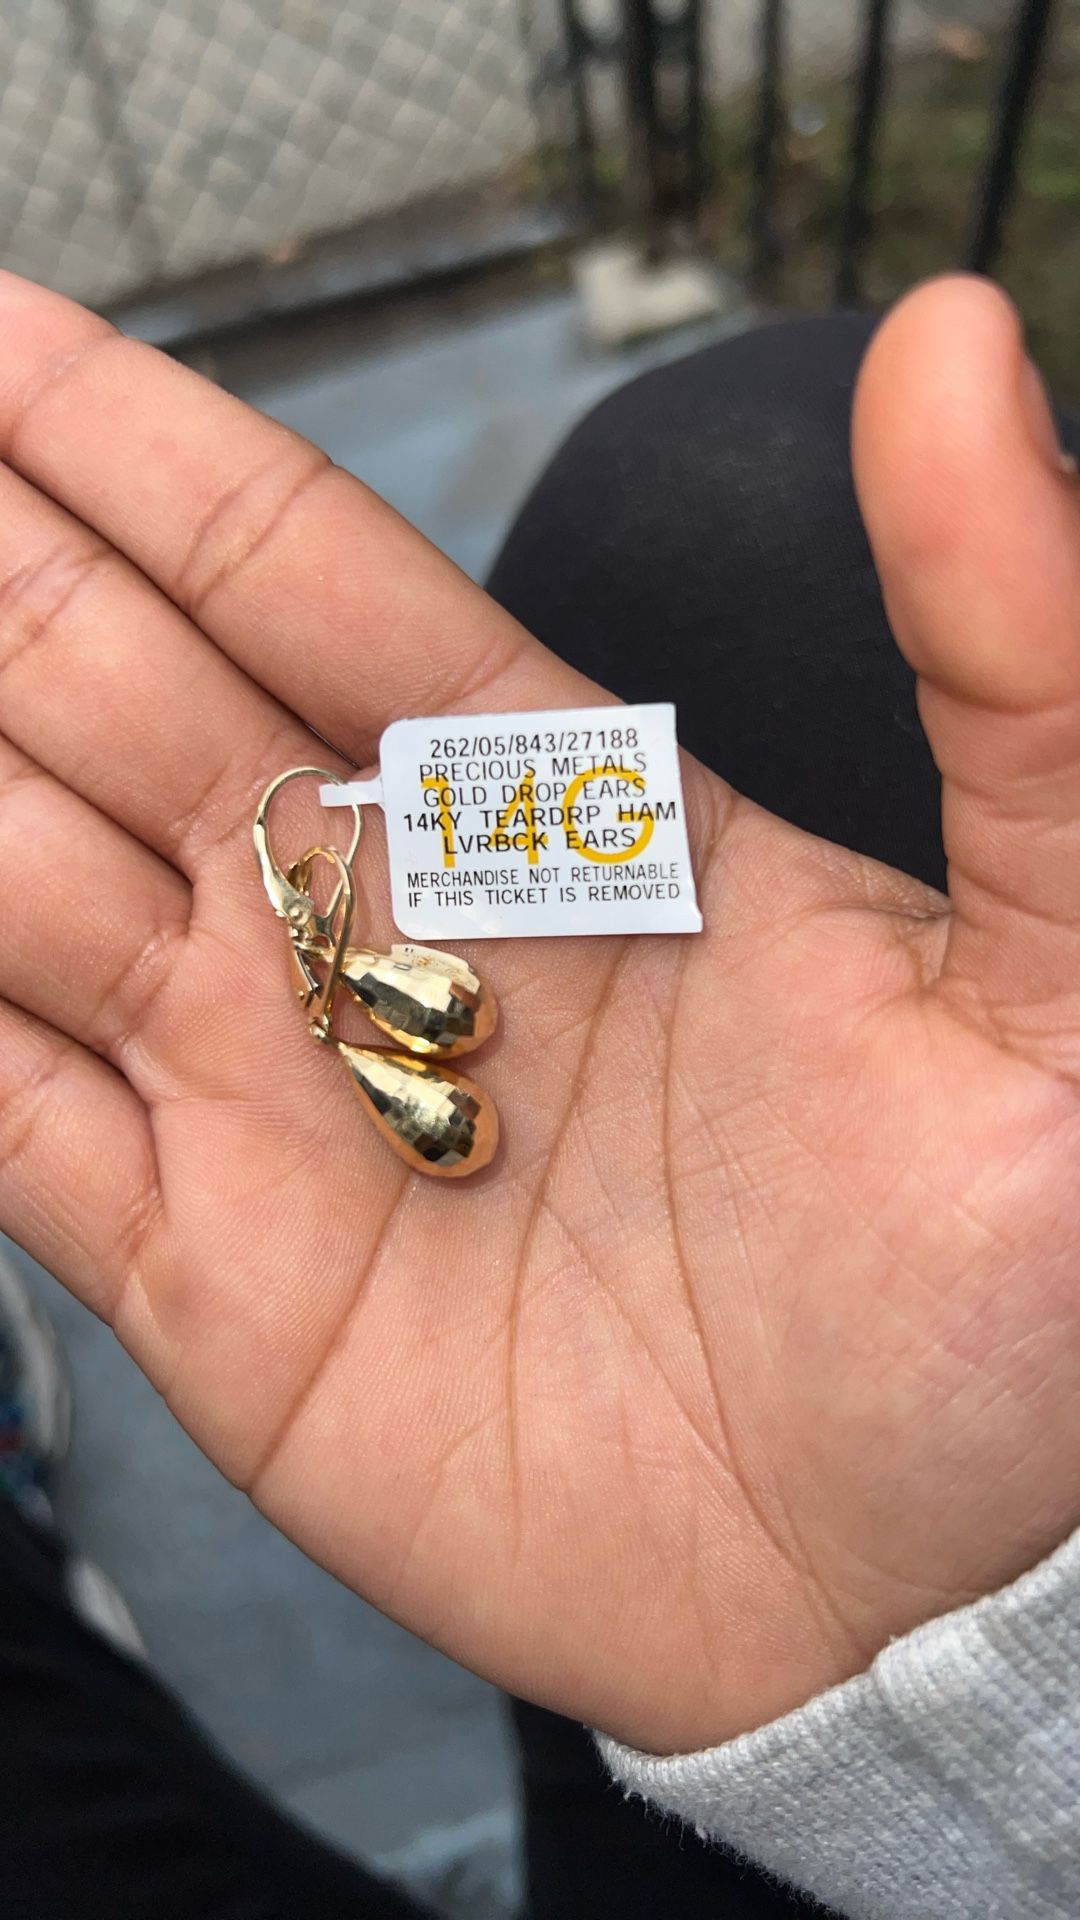 262/05/843/27188
PRECIOUS METALS
GOLD DROP EARS
14KY TEARDRP HAM
LVRBCK EARS
14G
MERCHANDISE NOT RETURNABLE
IF THIS TICKET IS REMOVED